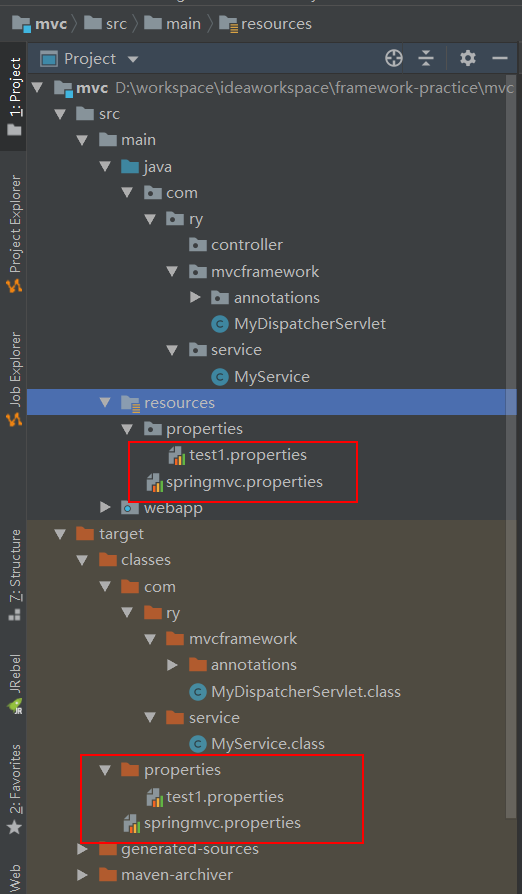 mvc src main resources
Project
mvc D:\workspace\ideaworkspace\framework-practice\mvc
src
main
java
com
ry
controller
mvcframework
annotations
MyDispatcherServlet
service
MyService
resources
properties
test1.properties
springmvc.properties
webapp
target
classes
com
ry
mvcframework
annotations
MyDispatcherServlet.class
service
MyService.class
properties
test1.properties
springmvc.properties
generated-sources
maven-archiver
1: Project
Project Explorer
Job Explorer
7: Structure
JRebel
JR
2: Favorites
Web